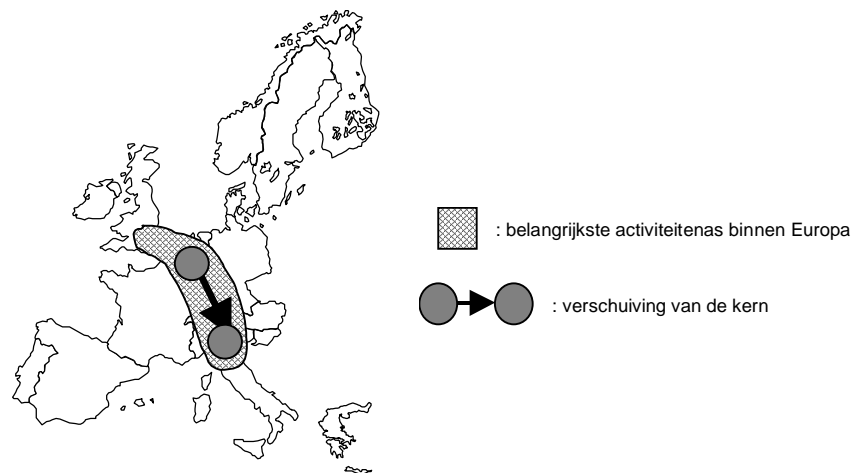 : belangrijkste activiteitenas binnen Europa
: verschuiving van de kern